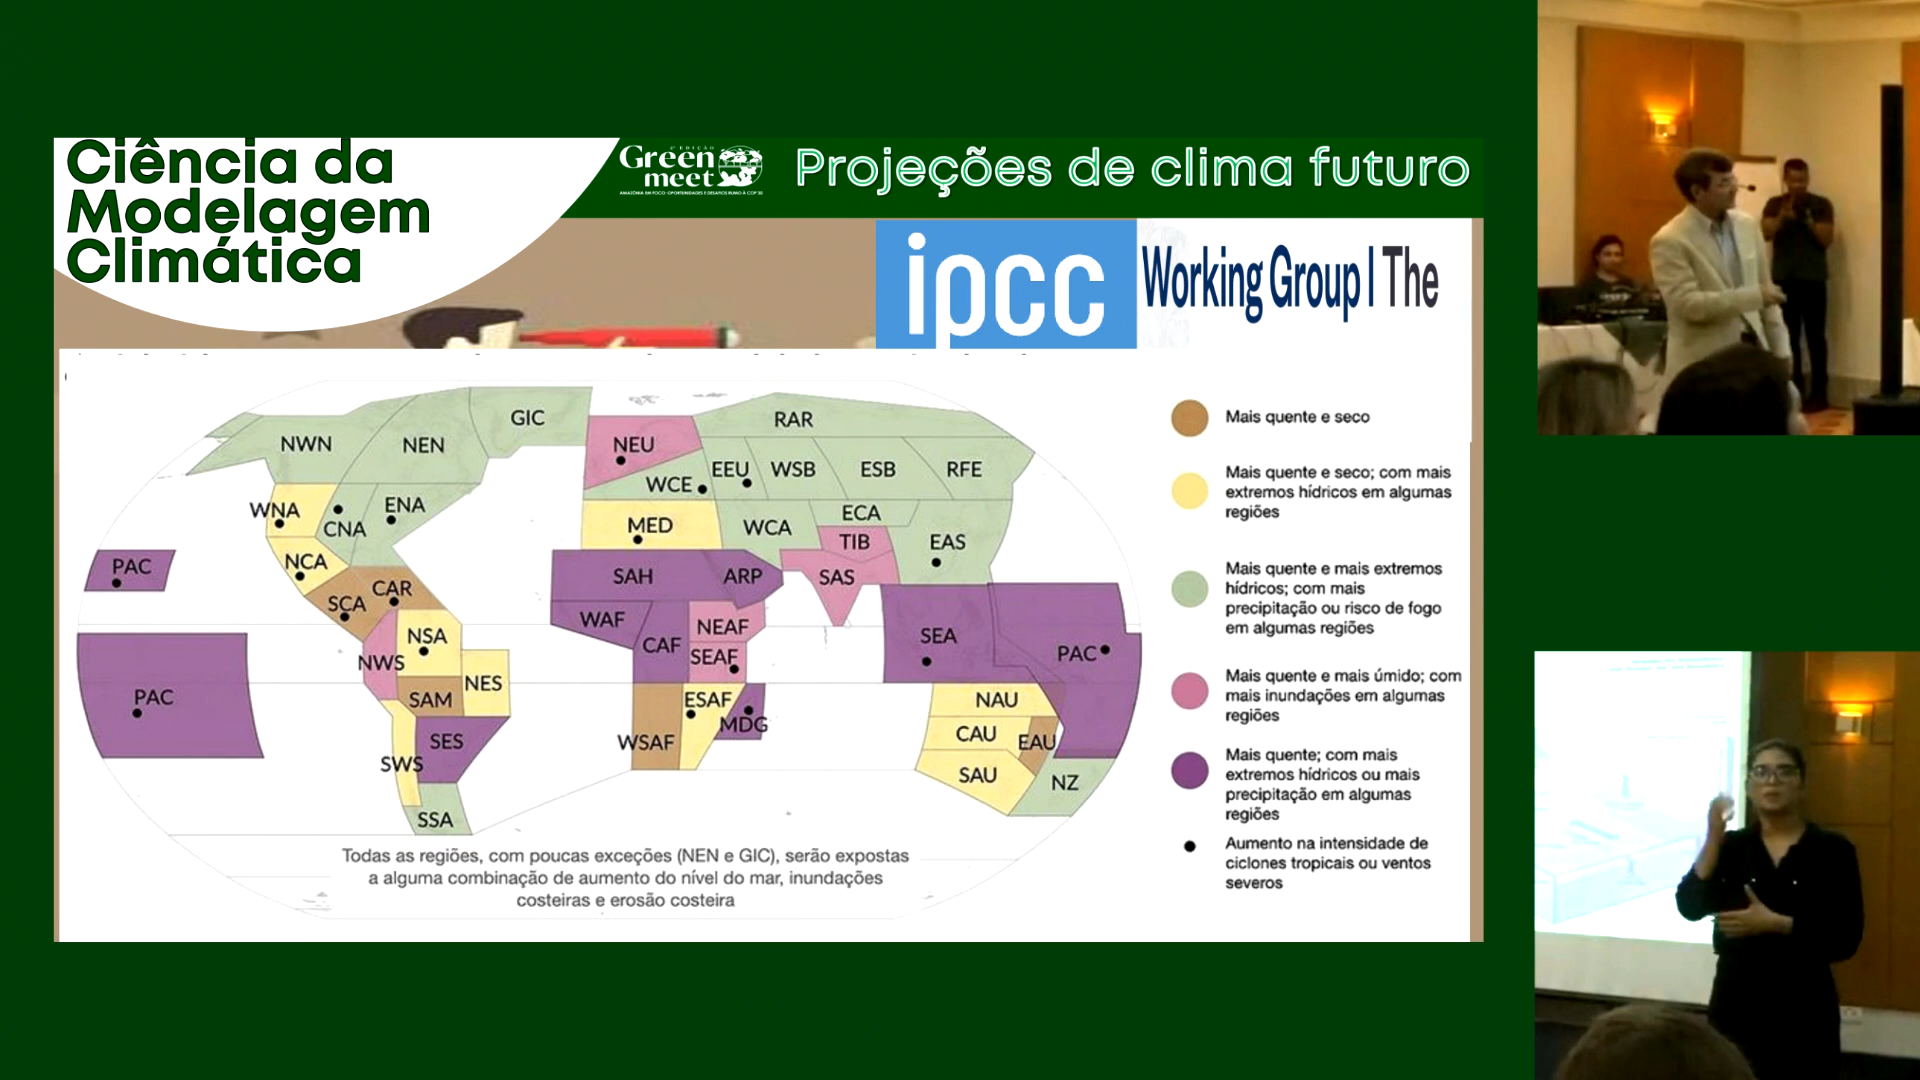 Ciência da
Modelagem
Climática
2ª EDIÇÃO
Green
meet
AMAZÔNIA EM FOCO: OPORTUNIDADES E DESAFIOS RUMO À COP 30
Projeções de clima futuro
ipcc
Working Group I The
GIC
RAR
NWN
NEN
NEU
EEU
WSB
ESB
RFE
WCE
WNA
ENA
CNA
MED
WCA
ECA
TIB
EAS
NCA
PAC
SAH
ARP
SAS
CAR
SCA
WAF
NEAF
NSA
CAF
SEA
NWS
SEAF
PAC
NES
PAC
SAM
ESAF
NAU
MDG
SES
WSAF
CAU
EAU
SWS
SAU
NZ
SSA
Todas as regiões, com poucas exceções (NEN e GIC), serão expostas
a alguma combinação de aumento do nível do mar, inundações
costeiras e erosão costeira
Mais quente e seco
Mais quente e seco; com mais
extremos hídricos em algumas
regiões
Mais quente e mais extremos
hídricos; com mais
precipitação ou risco de fogo
em algumas regiões
Mais quente e mais úmido; com
mais inundações em algumas
regiões
Mais quente; com mais
extremos hídricos ou mais
precipitação em algumas
regiões
Aumento na intensidade de
ciclones tropicais ou ventos
severos